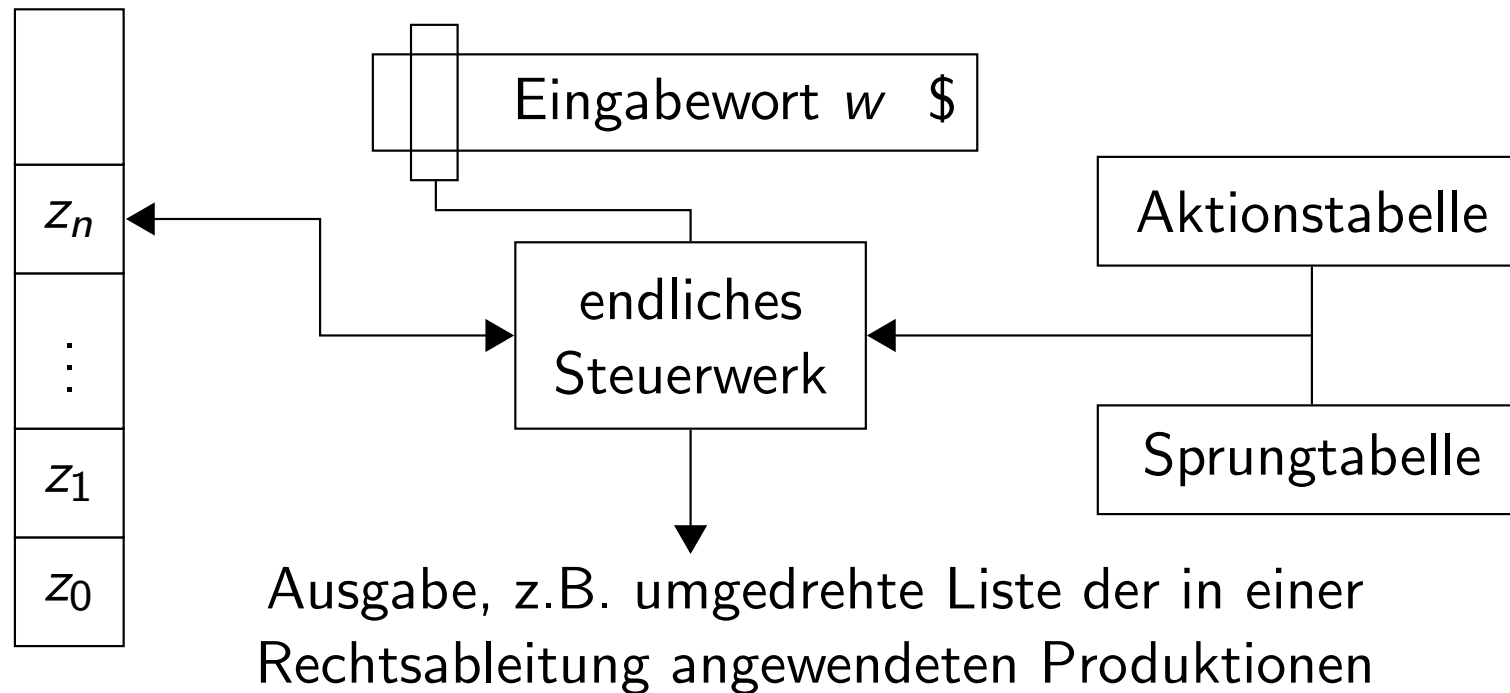 Eingabewort w $
z_n
Aktionstabelle
endliches
Steuerwerk
⋮
z_1
Sprungtabelle
z_0
Ausgabe, z.B. umgedrehte Liste der in einer
Rechtsableitung angewendeten Produktionen